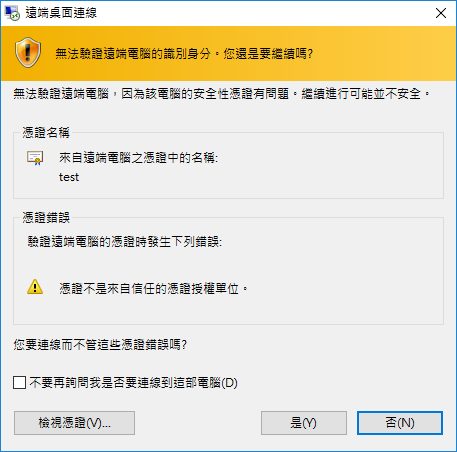 遠端桌面連線
無法驗證遠端電腦的識別身分。您還是要繼續嗎?
無法驗證遠端電腦，因為該電腦的安全性憑證有問題。繼續進行可能並不安全。
憑證名稱
來自遠端電腦之憑證中的名稱:
test
憑證錯誤
驗證遠端電腦的憑證時發生下列錯誤:
憑證不是來自信任的憑證授權單位。
您要連線而不管這些憑證錯誤嗎?
不要再詢問我是否要連線到這部電腦(D)
檢視憑證(V)... 是(Y) 否(N)